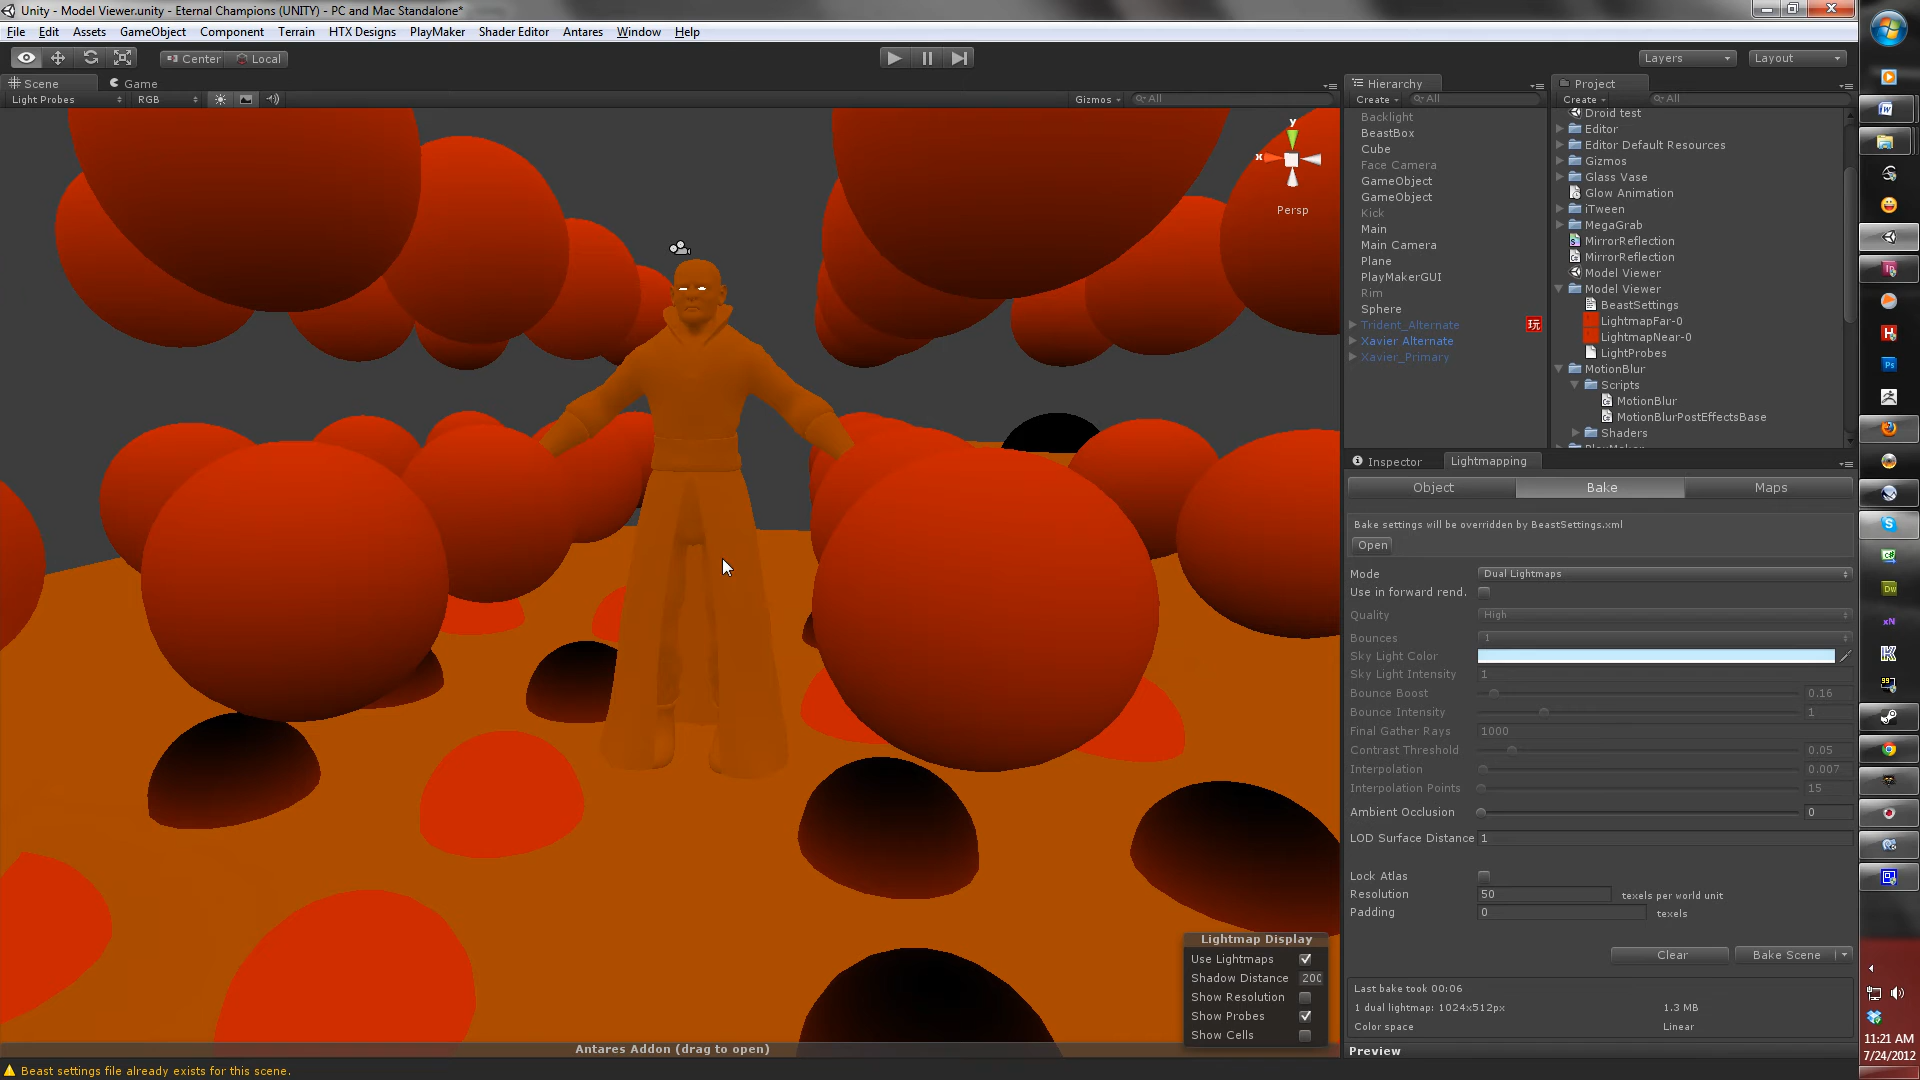 Unity - Model Viewer.unity - Eternal Champions (UNITY) - PC and Mac Standalone*
File Edit Assets GameObject Component Terrain HTX Designs PlayMaker Shader Editor Antares Window Help
Center Local
Layers Layout
Scene Game
Light Probes RGB
Gizmos All
y
x
Persp
Hierarchy
Create All
Backlight
BeastBox
Cube
Face Camera
GameObject
GameObject
Kick
Main
Main Camera
Plane
PlayMakerGUI
Rim
Sphere
Trident_Alternate 玩
Xavier Alternate
Xavier_Primary
Project
Create All
Droid test
Editor
Editor Default Resources
Gizmos
Glass Vase
Glow Animation
iTween
MegaGrab
MirrorReflection
MirrorReflection
Model Viewer
Model Viewer
BeastSettings
LightmapFar-0
LightmapNear-0
LightProbes
MotionBlur
Scripts
MotionBlur
MotionBlurPostEffectsBase
Shaders
Inspector Lightmapping
Object Bake Maps
Bake settings will be overridden by BeastSettings.xml
Open
Mode Dual Lightmaps
Use in forward rend.
Quality High
Bounces 1
Sky Light Color
Sky Light Intensity 1
Bounce Boost 0.16
Bounce Intensity 1
Final Gather Rays 1000
Contrast Threshold 0.05
Interpolation 0.007
Interpolation Points 15
Ambient Occlusion 0
LOD Surface Distance 1
Lock Atlas
Resolution 50 texels per world unit
Padding 0 texels
Clear Bake Scene
Last bake took 00:06
1 dual lightmap: 1024x512px 1.3 MB
Color space Linear
Preview
Lightmap Display
Use Lightmaps
Shadow Distance 200
Show Resolution
Show Probes
Show Cells
Antares Addon (drag to open)
Beast settings file already exists for this scene.
11:21 AM
7/24/2012